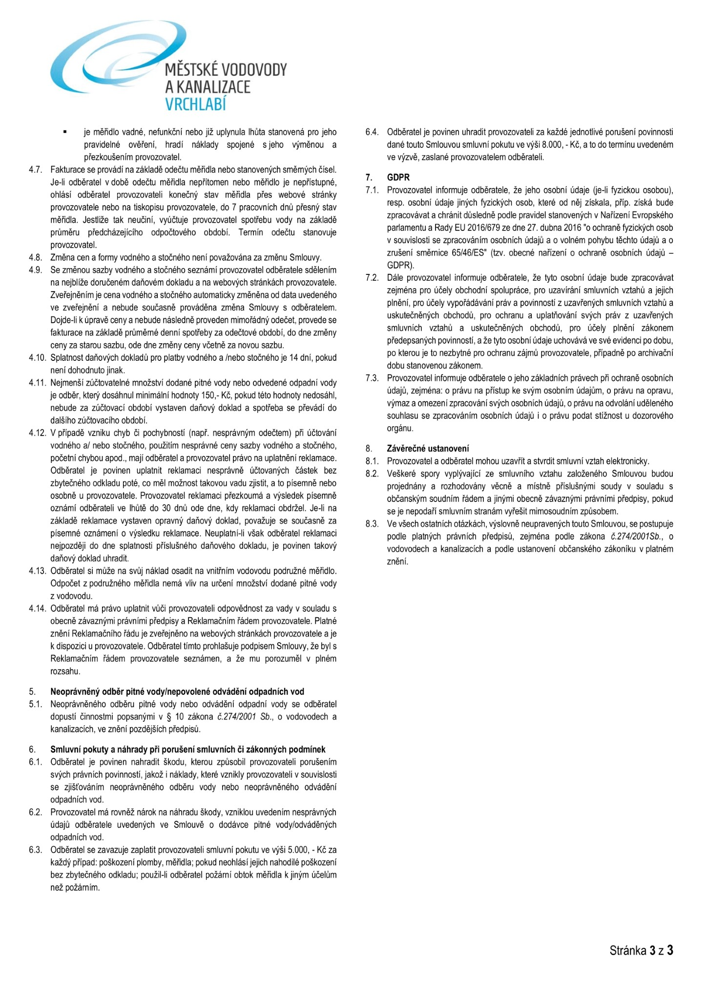 MĚSTSKÉ VODOVODY
A KANALIZACE
VRCHLABÍ
▪ je měřidlo vadné, nefunkční nebo již uplynula lhůta stanovená pro jeho
pravidelné ověření, hradí náklady spojené s jeho výměnou a
přezkoušením provozovatel.
4.7. Fakturace se provádí na základě odečtu měřidla nebo stanovených směrných čísel.
Je-li odběratel v době odečtu měřidla nepřítomen nebo měřidlo je nepřístupné,
ohlásí odběratel provozovateli konečný stav měřidla přes webové stránky
provozovatele nebo na tiskopisu provozovatele, do 7 pracovních dnů přesný stav
měřidla. Jestliže tak neučiní, vyúčtuje provozovatel spotřebu vody na základě
průměru předcházejícího odpočtového období. Termín odečtu stanovuje
provozovatel.
4.8. Změna cen a formy vodného a stočného není považována za změnu Smlouvy.
4.9. Se změnou sazby vodného a stočného seznámí provozovatel odběratele sdělením
na nejblíže doručeném daňovém dokladu a na webových stránkách provozovatele.
Zveřejněním je cena vodného a stočného automaticky změněna od data uvedeného
ve zveřejnění a nebude současně prováděna změna Smlouvy s odběratelem.
Dojde-li k úpravě ceny a nebude následně proveden mimořádný odečet, provede se
fakturace na základě průměrné denní spotřeby za odečtové období, do dne změny
ceny za starou sazbu, ode dne změny ceny včetně za novou sazbu.
4.10. Splatnost daňových dokladů pro platby vodného a /nebo stočného je 14 dní, pokud
není dohodnuto jinak.
4.11. Nejmenší zúčtovatelné množství dodané pitné vody nebo odvedené odpadní vody
je odběr, který dosáhnul minimální hodnoty 150,- Kč, pokud této hodnoty nedosáhl,
nebude za zúčtovací období vystaven daňový doklad a spotřeba se převádí do
dalšího zúčtovacího období.
4.12. V případě vzniku chyb či pochybností (např. nesprávným odečtem) při účtování
vodného a/ nebo stočného, použitím nesprávné ceny sazby vodného a stočného,
početní chybou apod., mají odběratel a provozovatel právo na uplatnění reklamace.
Odběratel je povinen uplatnit reklamaci nesprávně účtovaných částek bez
zbytečného odkladu poté, co měl možnost takovou vadu zjistit, a to písemně nebo
osobně u provozovatele. Provozovatel reklamaci přezkoumá a výsledek písemně
oznámí odběrateli ve lhůtě do 30 dnů ode dne, kdy reklamaci obdržel. Je-li na
základě reklamace vystaven opravný daňový doklad, považuje se současně za
písemné oznámení o výsledku reklamace. Neuplatní-li však odběratel reklamaci
nejpozději do dne splatnosti příslušného daňového dokladu, je povinen takový
daňový doklad uhradit.
4.13. Odběratel si může na svůj náklad osadit na vnitřním vodovodu podružné měřidlo.
Odpočet z podružného měřidla nemá vliv na určení množství dodané pitné vody
z vodovodu.
4.14. Odběratel má právo uplatnit vůči provozovateli odpovědnost za vady v souladu s
obecně závaznými právními předpisy a Reklamačním řádem provozovatele. Platné
znění Reklamačního řádu je zveřejněno na webových stránkách provozovatele a je
k dispozici u provozovatele. Odběratel tímto prohlašuje podpisem Smlouvy, že byl s
Reklamačním řádem provozovatele seznámen, a že mu porozuměl v plném
rozsahu.
5. Neoprávněný odběr pitné vody/nepovolené odvádění odpadních vod
5.1. Neoprávněného odběru pitné vody nebo odvádění odpadní vody se odběratel
dopustí činnostmi popsanými v § 10 zákona č.274/2001 Sb., o vodovodech a
kanalizacích, ve znění pozdějších předpisů.
6. Smluvní pokuty a náhrady při porušení smluvních či zákonných podmínek
6.1. Odběratel je povinen nahradit škodu, kterou způsobil provozovateli porušením
svých právních povinností, jakož i náklady, které vznikly provozovateli v souvislosti
se zjišťováním neoprávněného odběru vody nebo neoprávněného odvádění
odpadních vod.
6.2. Provozovatel má rovněž nárok na náhradu škody, vzniklou uvedením nesprávných
údajů odběratele uvedených ve Smlouvě o dodávce pitné vody/odváděných
odpadních vod.
6.3. Odběratel se zavazuje zaplatit provozovateli smluvní pokutu ve výši 5.000, - Kč za
každý případ: poškození plomby, měřidla; pokud neohlásí jejich nahodilé poškození
bez zbytečného odkladu; použil-li odběratel požární obtok měřidla k jiným účelům
než požárním.
6.4. Odběratel je povinen uhradit provozovateli za každé jednotlivé porušení povinnosti
dané touto Smlouvou smluvní pokutu ve výši 8.000, - Kč, a to do termínu uvedeném
ve výzvě, zaslané provozovatelem odběrateli.
7. GDPR
7.1. Provozovatel informuje odběratele, že jeho osobní údaje (je-li fyzickou osobou),
resp. osobní údaje jiných fyzických osob, které od něj získala, příp. získá bude
zpracovávat a chránit důsledně podle pravidel stanovených v Nařízení Evropského
parlamentu a Rady EU 2016/679 ze dne 27. dubna 2016 "o ochraně fyzických osob
v souvislosti se zpracováním osobních údajů a o volném pohybu těchto údajů a o
zrušení směrnice 65/46/ES" (tzv. obecné nařízení o ochraně osobních údajů –
GDPR).
7.2. Dále provozovatel informuje odběratele, že tyto osobní údaje bude zpracovávat
zejména pro účely obchodní spolupráce, pro uzavírání smluvních vztahů a jejich
plnění, pro účely vypořádávání práv a povinností z uzavřených smluvních vztahů a
uskutečněných obchodů, pro ochranu a uplatňování svých práv z uzavřených
smluvních vztahů a uskutečněných obchodů, pro účely plnění zákonem
předepsaných povinností, a že tyto osobní údaje uchovává ve své evidenci po dobu,
po kterou je to nezbytné pro ochranu zájmů provozovatele, případně po archivační
dobu stanovenou zákonem.
7.3. Provozovatel informuje odběratele o jeho základních právech při ochraně osobních
údajů, zejména: o právu na přístup ke svým osobním údajům, o právu na opravu,
výmaz a omezení zpracování svých osobních údajů, o právu na odvolání uděleného
souhlasu se zpracováním osobních údajů i o právu podat stížnost u dozorového
orgánu.
8. Závěrečné ustanovení
8.1. Provozovatel a odběratel mohou uzavřít a stvrdit smluvní vztah elektronicky.
8.2. Veškeré spory vyplývající ze smluvního vztahu založeného Smlouvou budou
projednány a rozhodovány věcně a místně příslušnými soudy v souladu s
občanským soudním řádem a jinými obecně závaznými právními předpisy, pokud
se je nepodaří smluvním stranám vyřešit mimosoudním způsobem.
8.3. Ve všech ostatních otázkách, výslovně neupravených touto Smlouvou, se postupuje
podle platných právních předpisů, zejména podle zákona č.274/2001Sb., o
vodovodech a kanalizacích a podle ustanovení občanského zákoníku v platném
znění.
Stránka 3 z 3